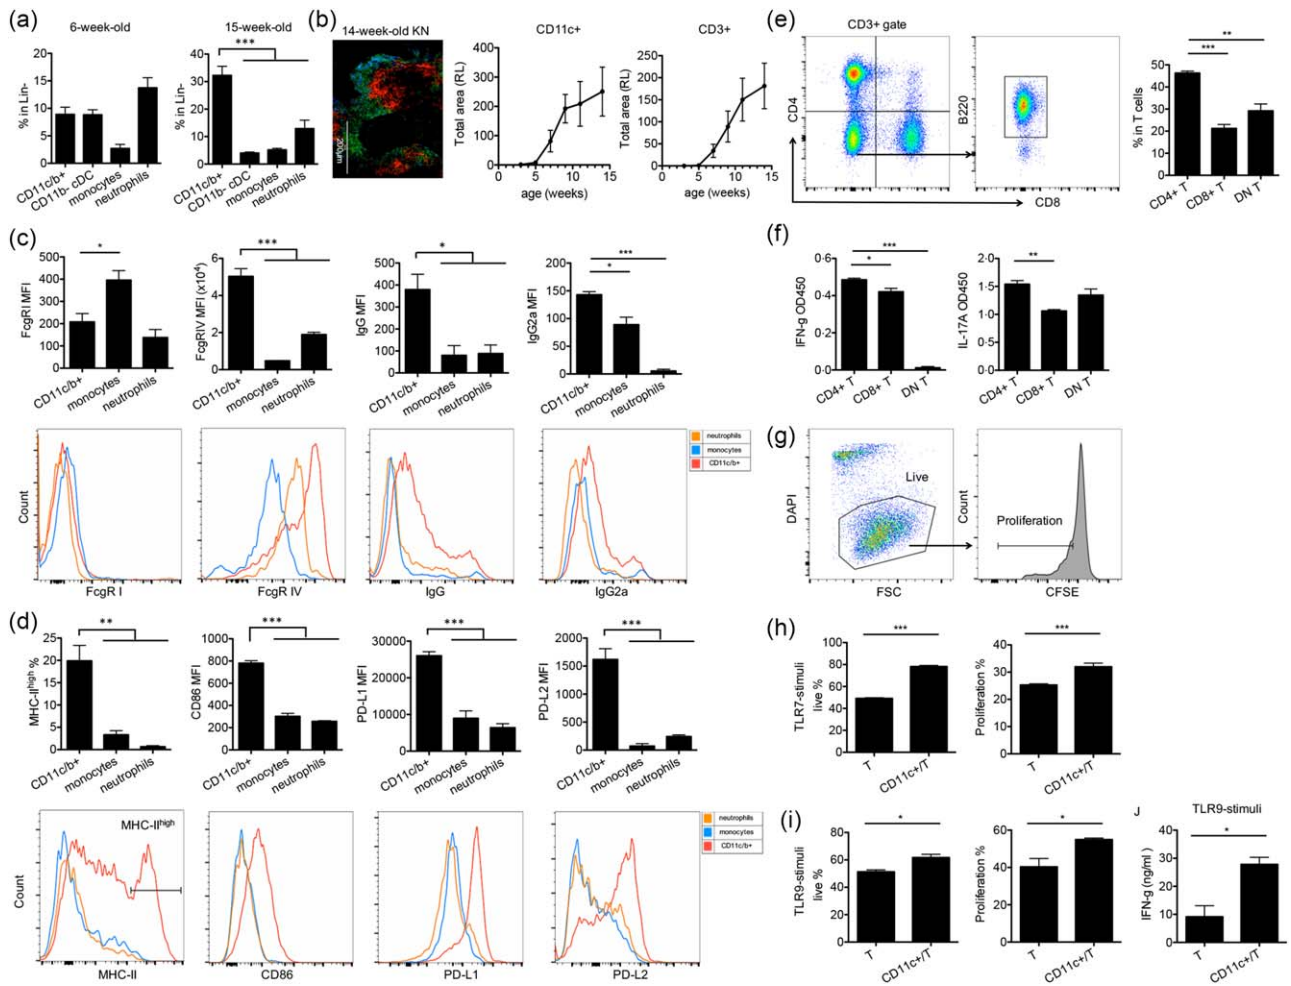 (a)
6-week-old
15-week-old
% in Lin-
20
15
10
5
0
CD11c/b+
CD11b- cDC
monocytes
neutrophils
% in Lin-
***
40
30
20
10
0
CD11c/b+
CD11b- cDC
monocytes
neutrophils
(b)
14-week-old KN
200μm
CD11c+
Total area (RL)
400
300
200
100
0
0 5 10 15
age (weeks)
CD3+
Total area (RL)
300
200
100
0
0 5 10 15
age (weeks)
(e)
CD3+ gate
CD4
B220
CD8
** 
***
% in T cells
50
40
30
20
10
0
CD4+ T
CD8+ T
DN T
(c)
*
FcgRI MFI
500
400
300
200
100
0
CD11c/b+
monocytes
neutrophils
***
FcgRIV MFI (x10⁴)
6
4
2
0
CD11c/b+
monocytes
neutrophils
*
IgG MFI
500
400
300
200
100
0
CD11c/b+
monocytes
neutrophils
***
*
IgG2a MFI
200
150
100
50
0
CD11c/b+
monocytes
neutrophils
Count
FcgR I
FcgR IV
IgG
IgG2a
neutrophils
monocytes
CD11c/b+
(f)
***
*
IFN-g OD450
0·6
0·4
0·2
0·0
CD4+ T
CD8+ T
DN T
**
IL-17A OD450
2·0
1·5
1·0
0·5
0·0
CD4+ T
CD8+ T
DN T
(g)
DAPI
Live
FSC
Count
Proliferation
CFSE
(d)
**
MHC-IIhigh %
25
20
15
10
5
0
CD11c/b+
monocytes
neutrophils
***
CD86 MFI
1000
800
600
400
200
0
CD11c/b+
monocytes
neutrophils
***
PD-L1 MFI
30000
20000
10000
0
CD11c/b+
monocytes
neutrophils
***
PD-L2 MFI
2000
1500
1000
500
0
CD11c/b+
monocytes
neutrophils
Count
MHC-IIhigh
MHC-II
CD86
PD-L1
PD-L2
neutrophils
monocytes
CD11c/b+
(h)
***
TLR7-stimuli
live %
100
80
60
40
20
0
T
CD11c+/T
***
Proliferation %
40
30
20
10
0
T
CD11c+/T
(i)
*
TLR9-stimuli
live %
80
60
40
20
0
T
CD11c+/T
*
Proliferation %
60
40
20
0
T
CD11c+/T
J
TLR9-stimuli
*
IFN-g (ng/ml)
40
30
20
10
0
T
CD11c+/T